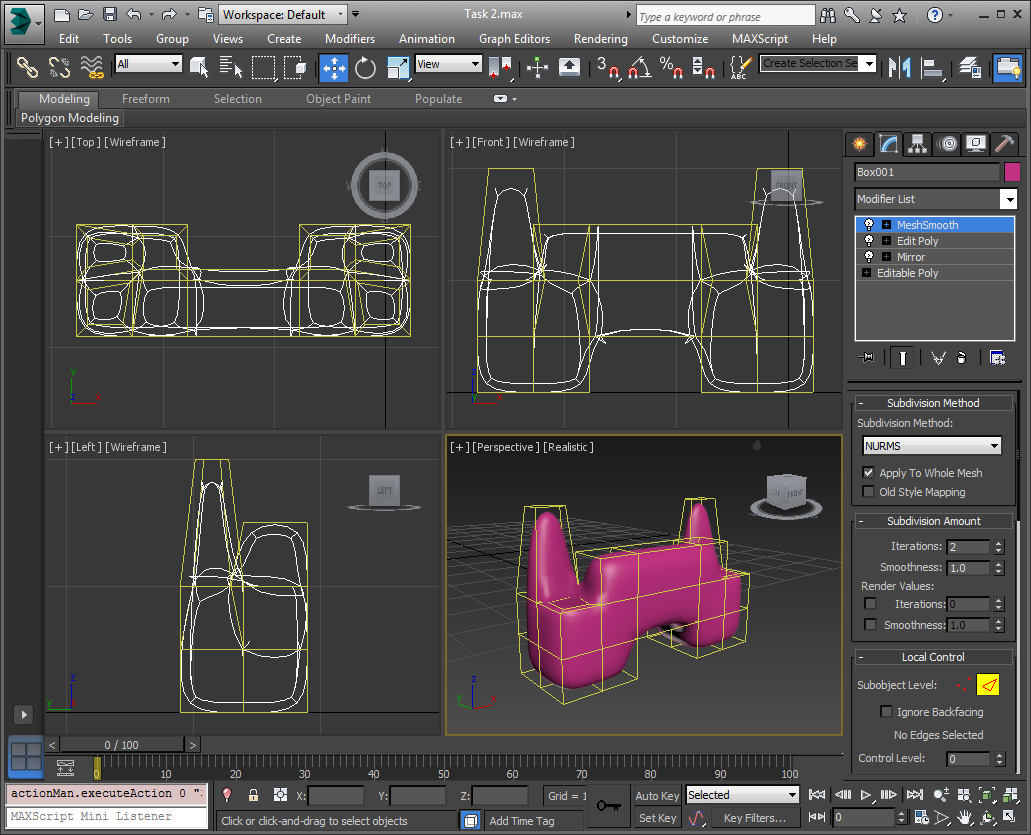 Workspace: Default
Task 2.max
Type a keyword or phrase
Edit Tools Group Views Create Modifiers Animation Graph Editors Rendering Customize MAXScript Help
All
View
3
%
ABC
Create Selection Se
Modeling Freeform Selection Object Paint Populate
Polygon Modeling
[+][Top][Wireframe]
TOP
[+][Front][Wireframe]
FRONT
Box001
Modifier List
MeshSmooth
Edit Poly
Mirror
Editable Poly
y
z
x
z
x
[+][Left][Wireframe]
LEFT
z
y
[+][Perspective][Realistic]
FRONT
z
y
x
Subdivision Method
Subdivision Method:
NURMS
Apply To Whole Mesh
Old Style Mapping
Subdivision Amount
Iterations: 2
Smoothness: 1.0
Render Values:
Iterations: 0
Smoothness: 1.0
Local Control
Subobject Level:
Ignore Backfacing
No Edges Selected
Control Level: 0
< 0 / 100 >
0 10 20 30 40 50 60 70 80 90 100
actionMan.executeAction 0 "
MAXScript Mini Listener
X: Y: Z: Grid = 1
Click or click-and-drag to select objects
Add Time Tag
Auto Key Selected
Set Key Key Filters...
0